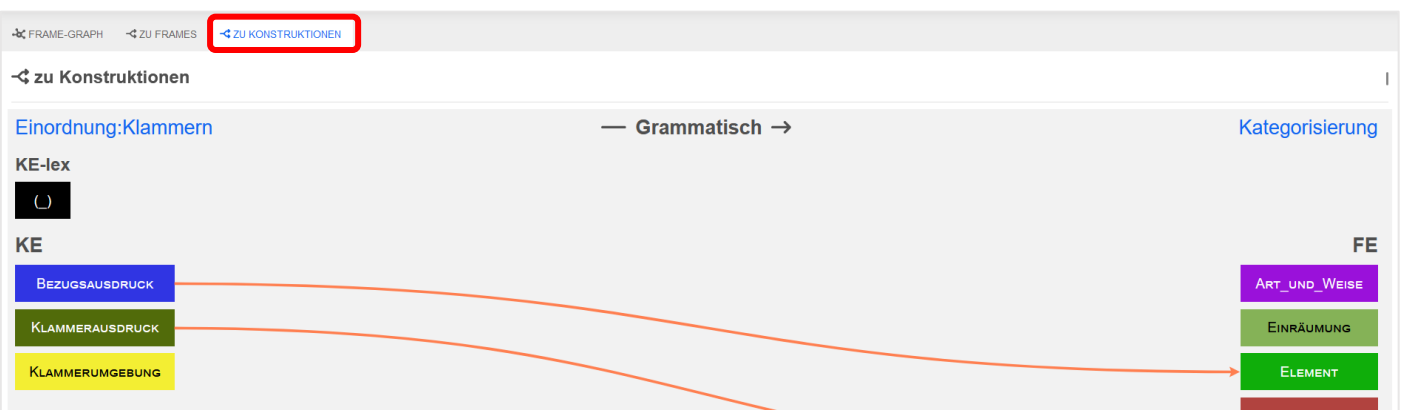 FRAME-GRAPH ZU FRAMES ZU KONSTRUKTIONEN
zu Konstruktionen
Einordnung:Klammern — Grammatisch → Kategorisierung
KE-lex
(_)
KE FE
BEZUGSAUSDRUCK ART_UND_WEISE
KLAMMERAUSDRUCK EINRÄUMUNG
KLAMMERUMGEBUNG ELEMENT